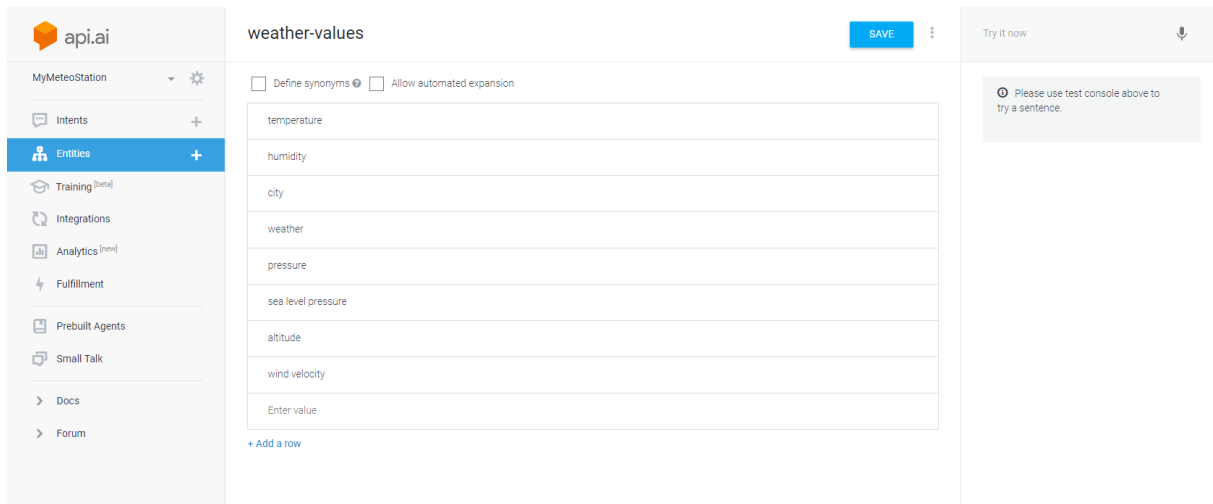 api.ai
MyMeteoStation
Intents
Entities
Training [beta]
Integrations
Analytics [new]
Fulfillment
Prebuilt Agents
Small Talk
Docs
Forum
weather-values
SAVE
Define synonyms Allow automated expansion
temperature
humidity
city
weather
pressure
sea level pressure
altitude
wind velocity
Enter value
+ Add a row
Try it now
Please use test console above to
try a sentence.